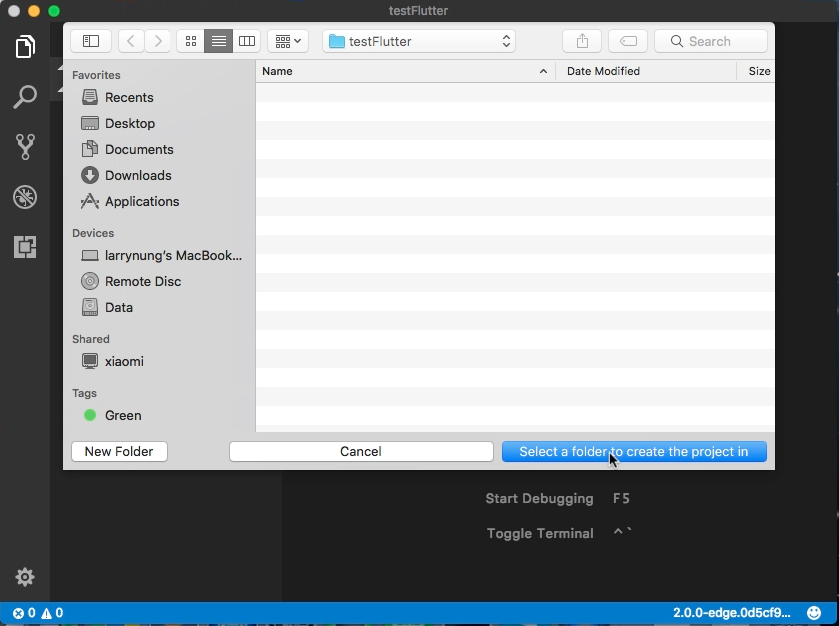 testFlutter
testFlutter
Search
Favorites
Recents
Desktop
Documents
Downloads
Applications
Devices
larrynung's MacBook...
Remote Disc
Data
Shared
xiaomi
Tags
Green
Name
Date Modified
Size
New Folder
Cancel
Select a folder to create the project in
Start Debugging F5
Toggle Terminal ^ `
0 0
2.0.0-edge.0d5cf9...